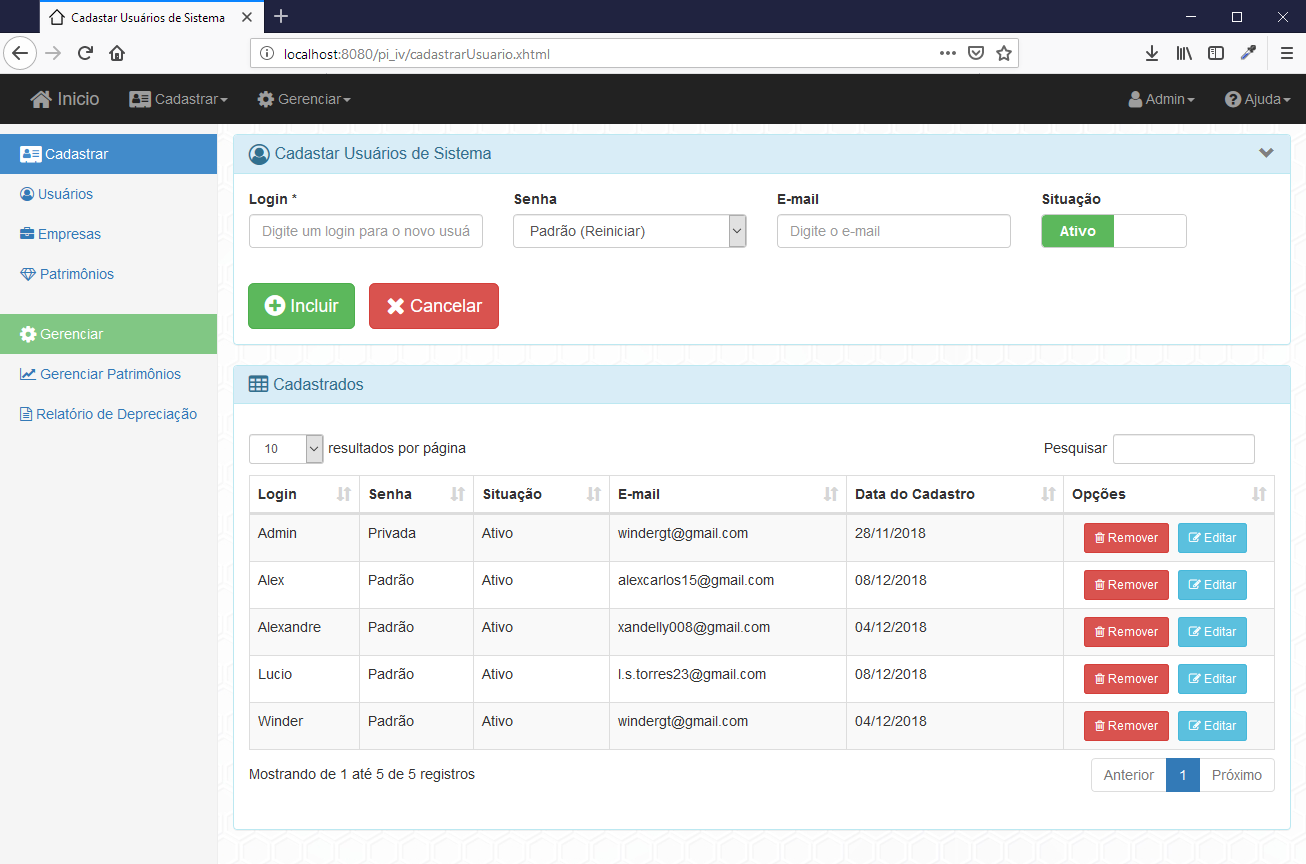 Cadastar Usuários de Sistema
localhost:8080/pi_iv/cadastrarUsuario.xhtml
Inicio Cadastrar Gerenciar Admin Ajuda
Cadastrar
Usuários
Empresas
Patrimônios
Gerenciar
Gerenciar Patrimônios
Relatório de Depreciação
Cadastar Usuários de Sistema
Login * Senha E-mail Situação
Digite um login para o novo usuá Padrão (Reiniciar) Digite o e-mail Ativo
Incluir Cancelar
Cadastrados
10 resultados por página Pesquisar
Login Senha Situação E-mail Data do Cadastro Opções
Admin Privada Ativo windergt@gmail.com 28/11/2018 Remover Editar
Alex Padrão Ativo alexcarlos15@gmail.com 08/12/2018 Remover Editar
Alexandre Padrão Ativo xandelly008@gmail.com 04/12/2018 Remover Editar
Lucio Padrão Ativo l.s.torres23@gmail.com 08/12/2018 Remover Editar
Winder Padrão Ativo windergt@gmail.com 04/12/2018 Remover Editar
Mostrando de 1 até 5 de 5 registros Anterior 1 Próximo